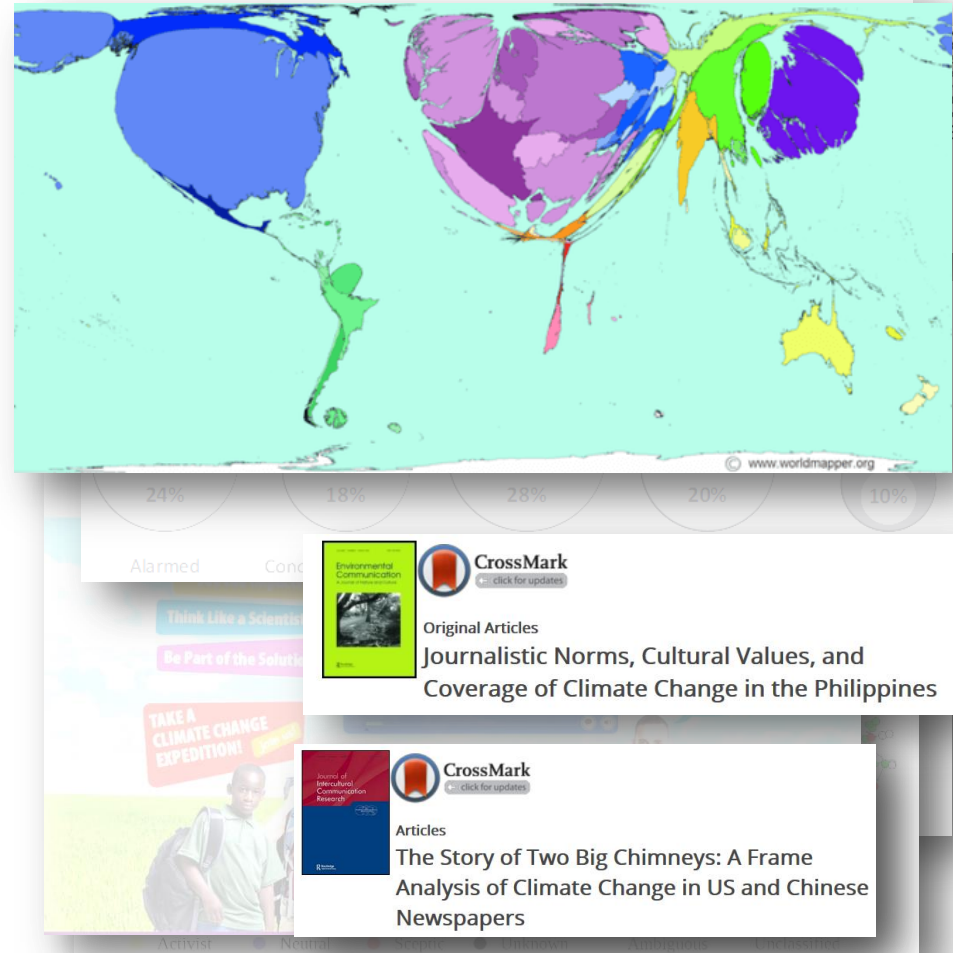 © www.worldmapper.org
24% 18% 28% 20% 10%
Alarmed Conc
Environmental
Communication
CrossMark
click for updates
Original Articles
Journalistic Norms, Cultural Values, and
Coverage of Climate Change in the Philippines
Think Like a Scientis
Be Part of the Soluti
TAKE A
CLIMATE CHANGE
EXPEDITION!
Journal of
Intercultural
Communication
Research
CrossMark
click for updates
Articles
The Story of Two Big Chimneys: A Frame
Analysis of Climate Change in US and Chinese
Newspapers
Activist Neutral Sceptic Unknown Ambiguous Unclassified